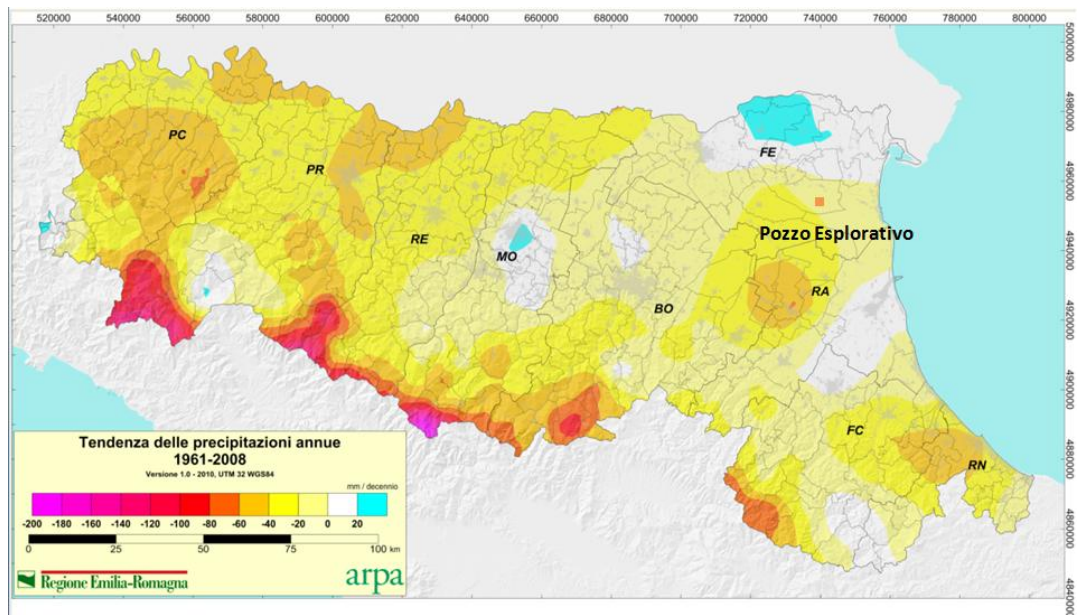 520000 540000 560000 580000 600000 620000 640000 660000 680000 700000 720000 740000 760000 780000 800000
5000000
4980000
4960000
4940000
4920000
4900000
4880000
4860000
4840000
PC
PR
FE
RE
MO
Pozzo Esplorativo
BO
RA
FC
RN
Tendenza delle precipitazioni annue
1961-2008
Versione 1.0 - 2010, UTM 32 WGS84
mm / decennio
-200 -180 -160 -140 -120 -100 -80 -60 -40 -20 0 20
0 25 50 75 100 km
Regione Emilia-Romagna
arpa